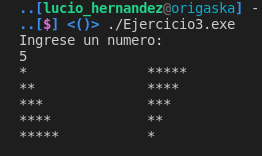 ..[lucio_hernandez@origaska] -
..[$] <()> ./Ejercicio3.exe
Ingrese un numero:
5
*               *****
**              ****
***             ***
****            **
*****           *